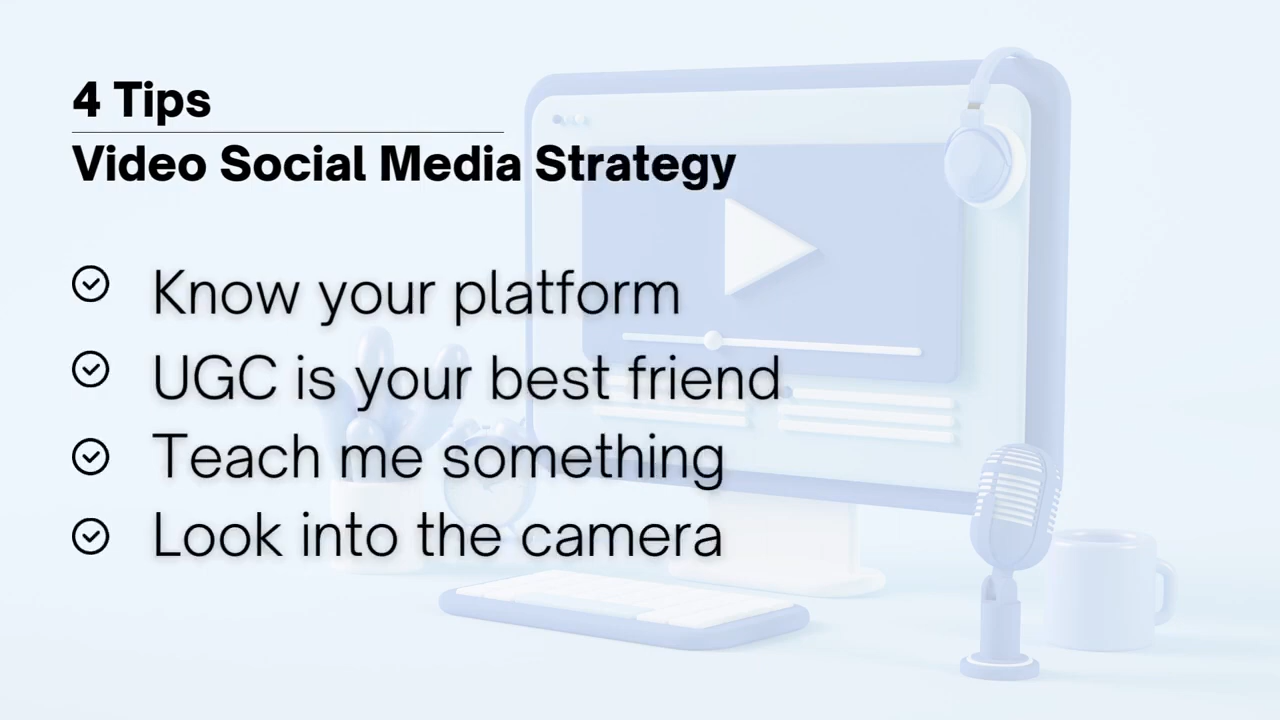 4 Tips
Video Social Media Strategy
Know your platform
UGC is your best friend
Teach me something
Look into the camera